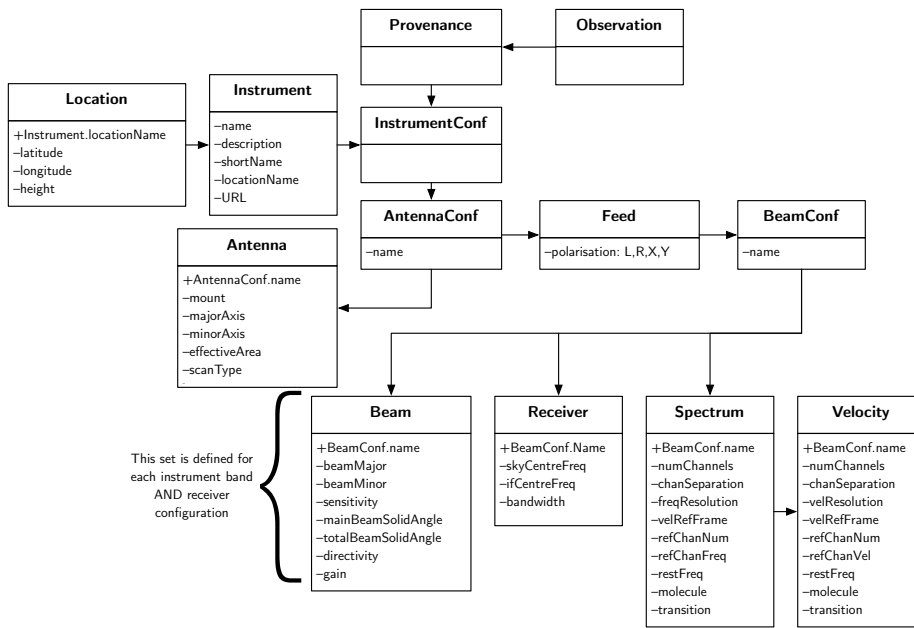 Provenance
Observation
Location
+Instrument.locationName
–latitude
–longitude
–height
Instrument
–name
–description
–shortName
–locationName
–URL
InstrumentConf
AntennaConf
–name
Feed
–polarisation: L,R,X,Y
BeamConf
–name
Antenna
+AntennaConf.name
–mount
–majorAxis
–minorAxis
–effectiveArea
–scanType
This set is defined for
each instrument band
AND receiver
configuration
Beam
+BeamConf.name
–beamMajor
–beamMinor
–sensitivity
–mainBeamSolidAngle
–totalBeamSolidAngle
–directivity
–gain
Receiver
+BeamConf.Name
–skyCentreFreq
–ifCentreFreq
–bandwidth
Spectrum
+BeamConf.name
–numChannels
–chanSeparation
–freqResolution
–velRefFrame
–refChanNum
–refChanFreq
–restFreq
–molecule
–transition
Velocity
+BeamConf.name
–numChannels
–chanSeparation
–velResolution
–velRefFrame
–refChanNum
–refChanVel
–restFreq
–molecule
–transition